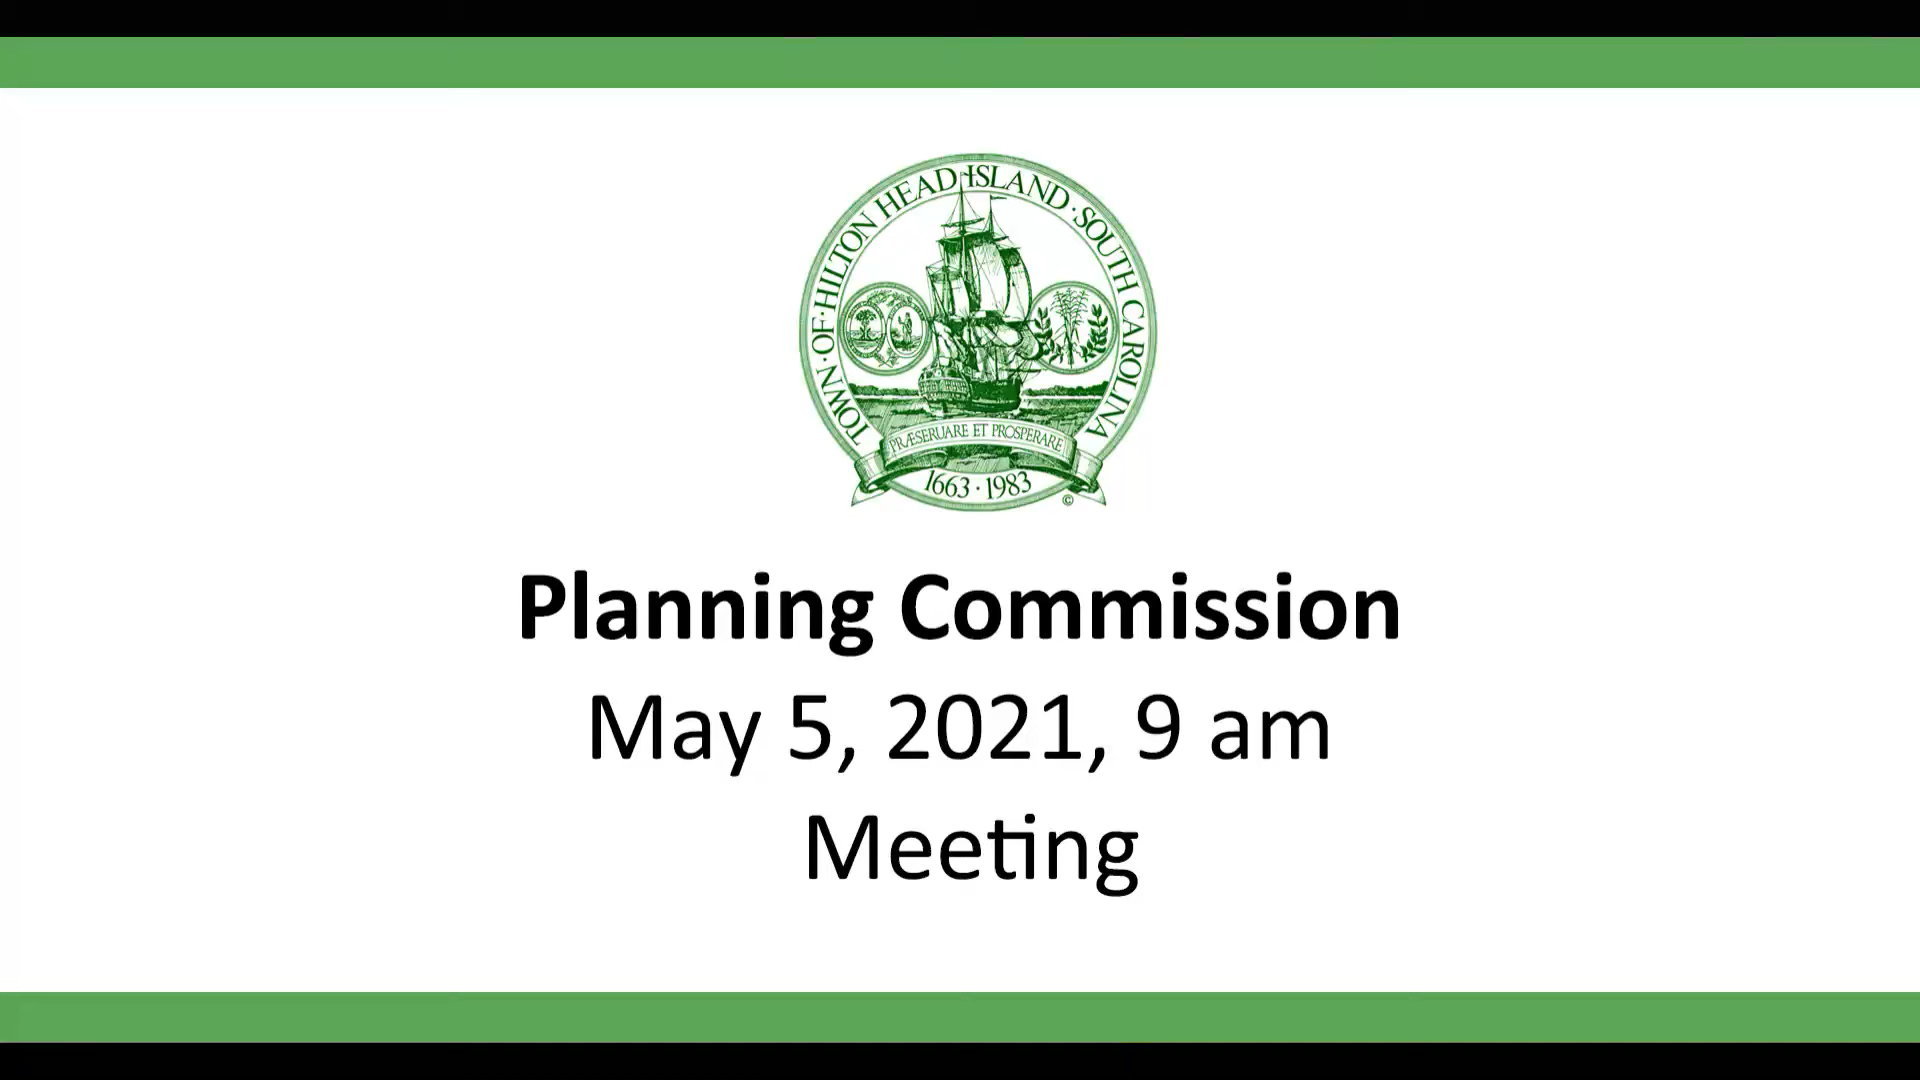 TOWN·OF·HILTON HEAD ISLAND·SOUTH CAROLINA
PRÆSERUARE ET PROSPERARE
1663·1983
©
Planning Commission
May 5, 2021, 9 am
Meeting